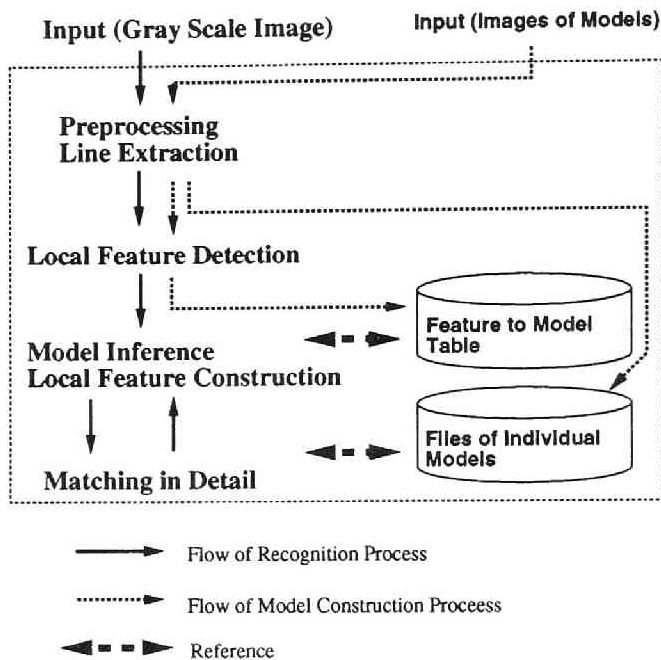 Input (Gray Scale Image)
Input (Images of Models)
Preprocessing
Line Extraction
Local Feature Detection
Feature to Model
Table
Model Inference
Local Feature Construction
Files of Individual
Models
Matching in Detail
Flow of Recognition Process
Flow of Model Construction Proceess
Reference